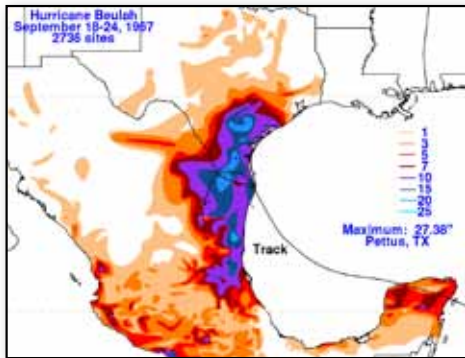 Hurricane Beulah
September 18-24, 1967
2735 sites
1
3
5
7
10
15
20
25
Maximum: 27.38"
Pettus, TX
Track